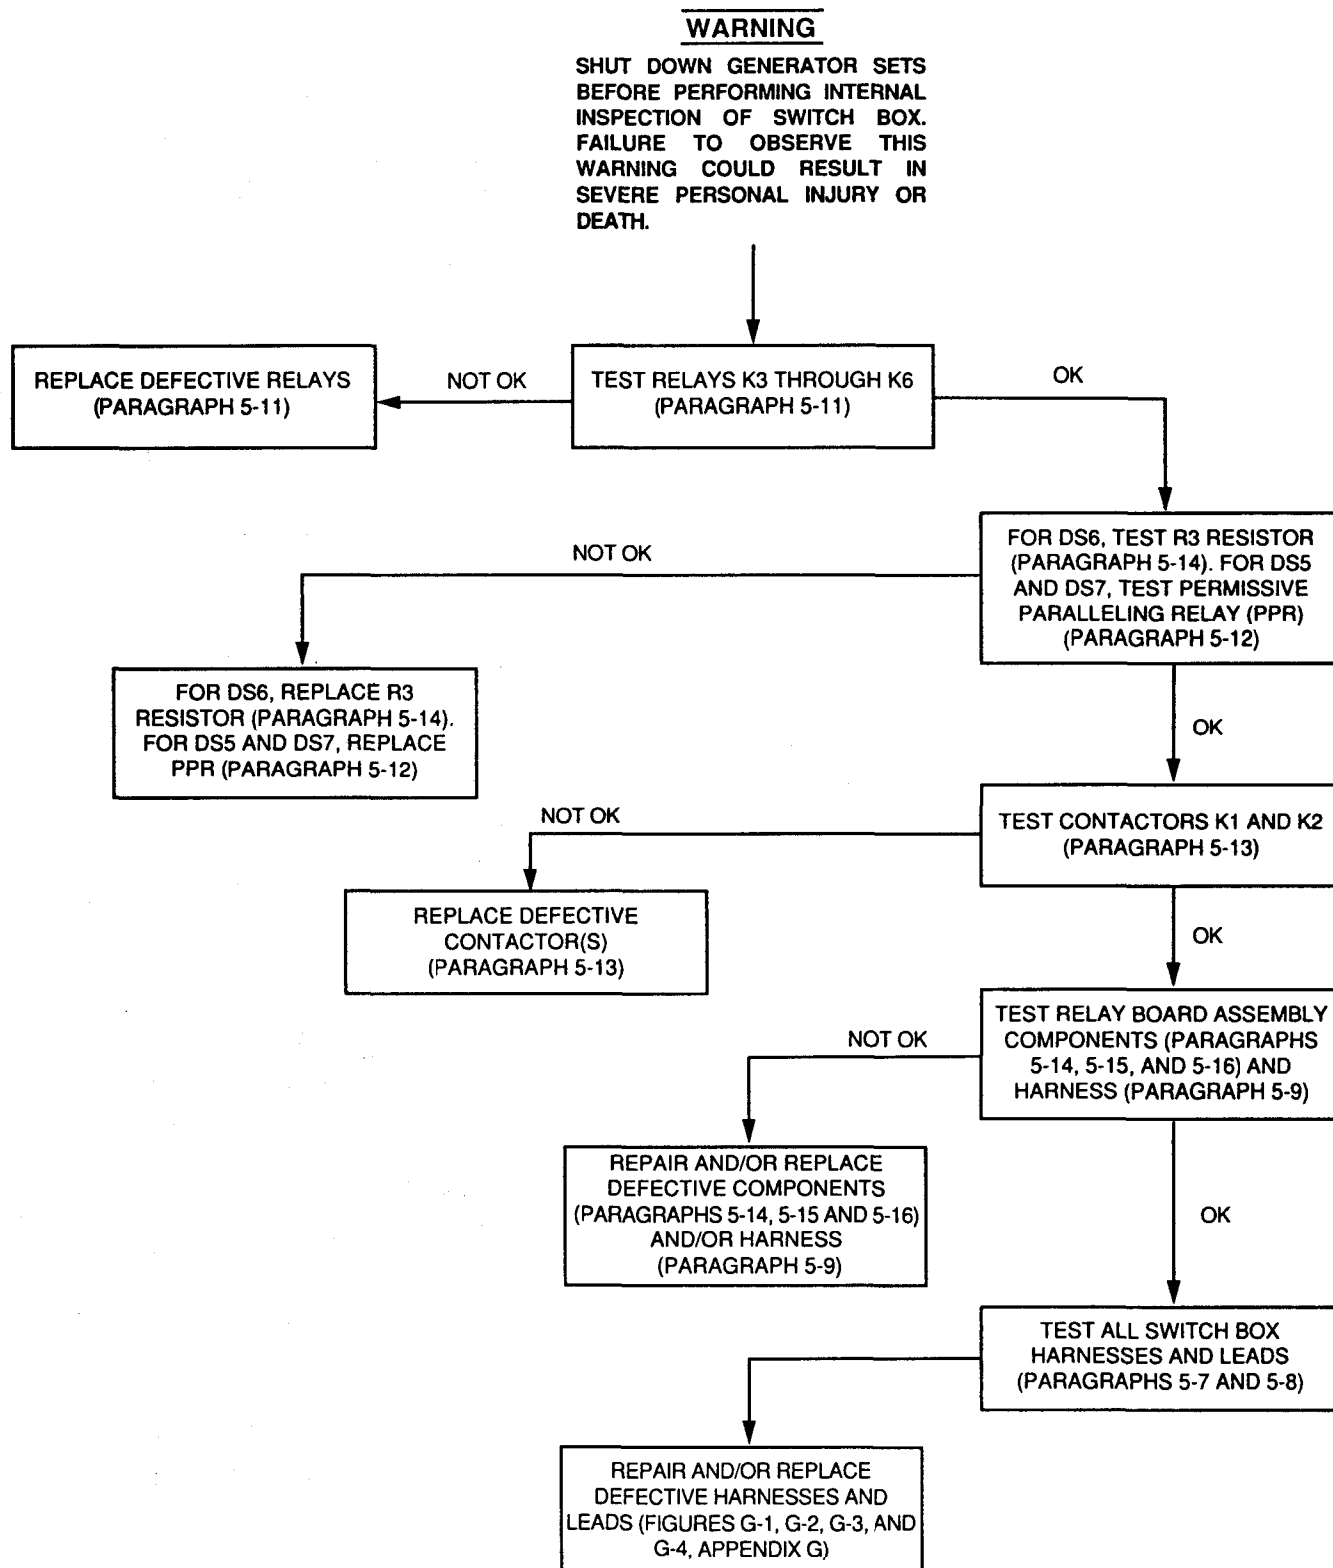 WARNING
SHUT DOWN GENERATOR SETS
BEFORE PERFORMING INTERNAL
INSPECTION OF SWITCH BOX.
FAILURE TO OBSERVE THIS
WARNING COULD RESULT IN
SEVERE PERSONAL INJURY OR
DEATH.
REPLACE DEFECTIVE RELAYS
(PARAGRAPH 5-11)
NOT OK
TEST RELAYS K3 THROUGH K6
(PARAGRAPH 5-11)
OK
FOR DS6, TEST R3 RESISTOR
(PARAGRAPH 5-14). FOR DS5
AND DS7, TEST PERMISSIVE
PARALLELING RELAY (PPR)
(PARAGRAPH 5-12)
NOT OK
FOR DS6, REPLACE R3
RESISTOR (PARAGRAPH 5-14).
FOR DS5 AND DS7, REPLACE
PPR (PARAGRAPH 5-12)
OK
TEST CONTACTORS K1 AND K2
(PARAGRAPH 5-13)
NOT OK
REPLACE DEFECTIVE
CONTACTOR(S)
(PARAGRAPH 5-13)
OK
TEST RELAY BOARD ASSEMBLY
COMPONENTS (PARAGRAPHS
5-14, 5-15, AND 5-16) AND
HARNESS (PARAGRAPH 5-9)
NOT OK
REPAIR AND/OR REPLACE
DEFECTIVE COMPONENTS
(PARAGRAPHS 5-14, 5-15 AND 5-16)
AND/OR HARNESS
(PARAGRAPH 5-9)
OK
TEST ALL SWITCH BOX
HARNESSES AND LEADS
(PARAGRAPHS 5-7 AND 5-8)
REPAIR AND/OR REPLACE
DEFECTIVE HARNESSES AND
LEADS (FIGURES G-1, G-2, G-3, AND
G-4, APPENDIX G)